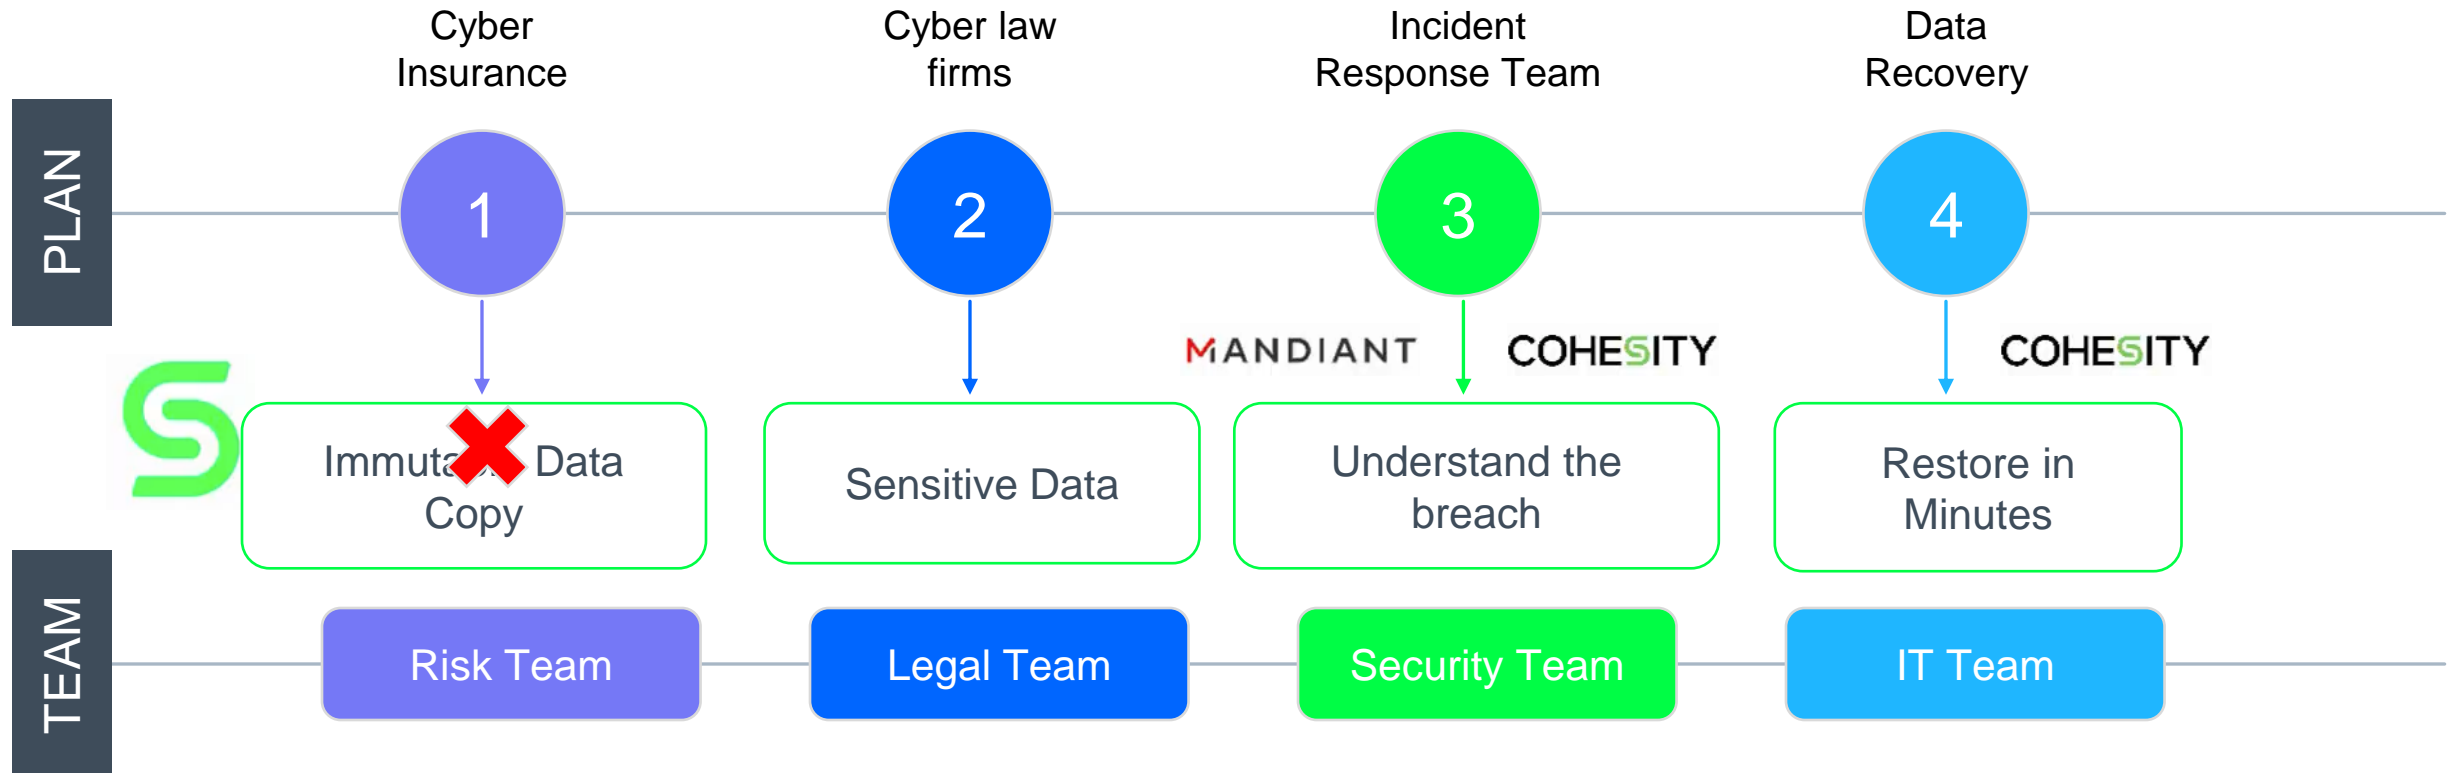 Cyber
Insurance
Cyber law
firms
Incident
Response Team
Data
Recovery
PLAN
1
2
3
4
MANDIANT
COHESITY
COHESITY
Data
Copy
Sensitive Data
Understand the
breach
Restore in
Minutes
TEAM
Risk Team
Legal Team
Security Team
IT Team